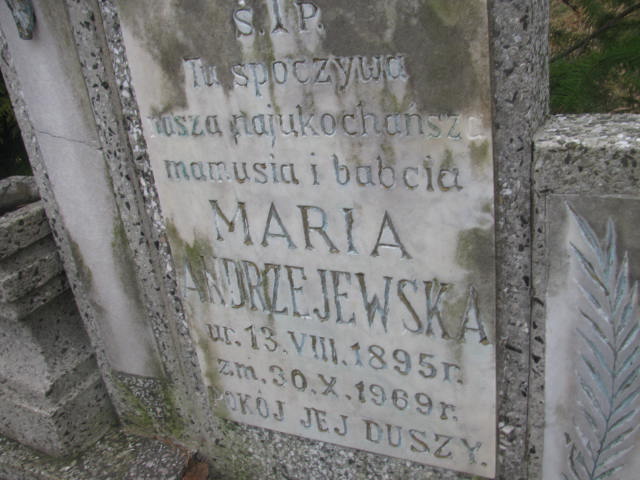 Ś.†P.
Tu spoczywa
nasza najukochańsza
mamusia i babcia
MARIA
ANDRZEJEWSKA
ur. 13. VIII. 1895 r.
zm. 30. X. 1969 r.
POKÓJ JEJ DUSZY.